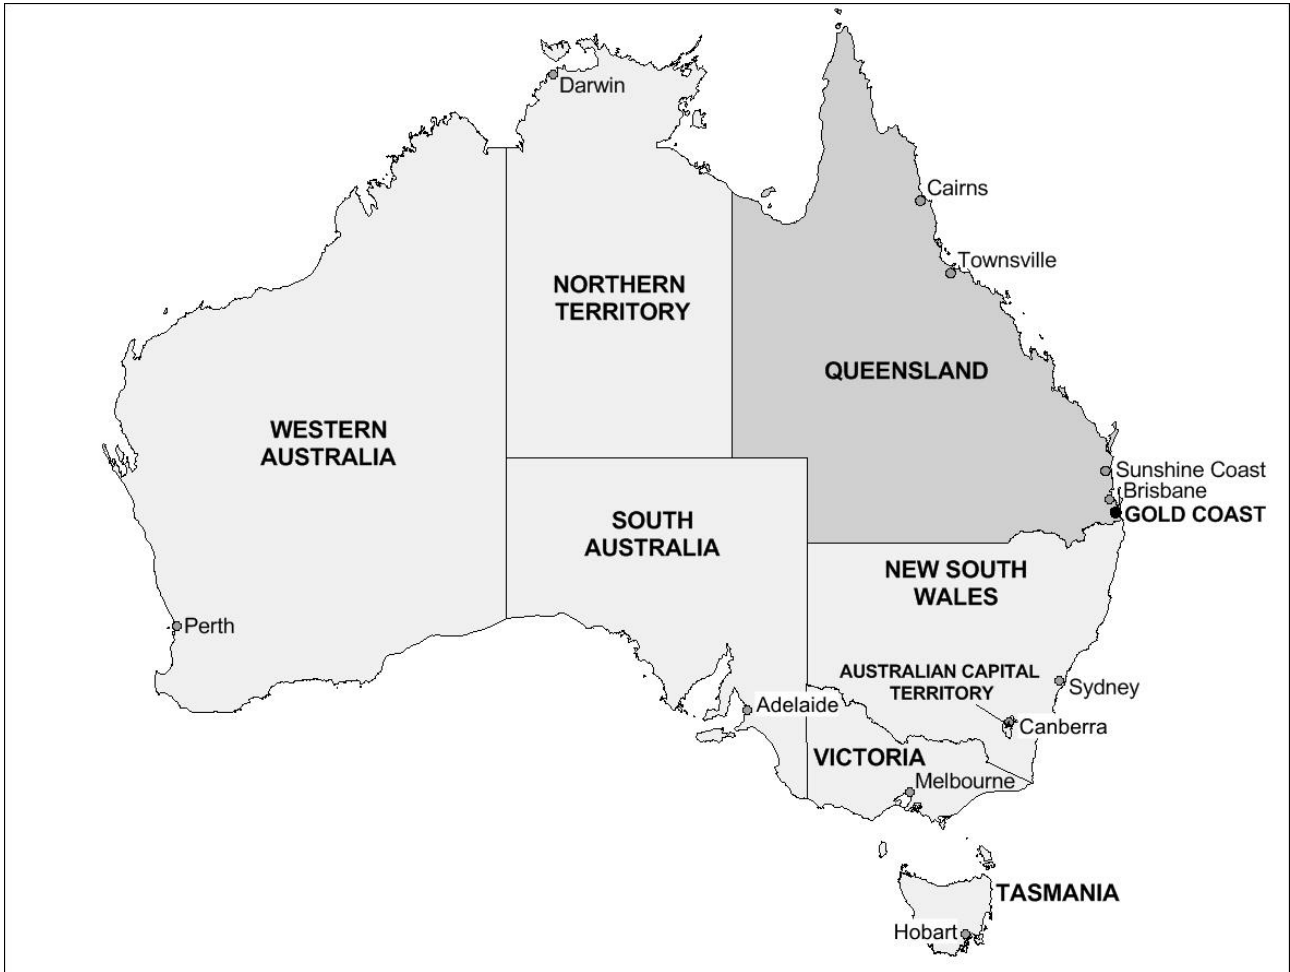 Darwin
Cairns
Townsville
NORTHERN
TERRITORY
QUEENSLAND
WESTERN
AUSTRALIA
Sunshine Coast
Brisbane
GOLD COAST
SOUTH
AUSTRALIA
NEW SOUTH
WALES
Perth
AUSTRALIAN CAPITAL
TERRITORY
Sydney
Adelaide
Canberra
VICTORIA
Melbourne
TASMANIA
Hobart